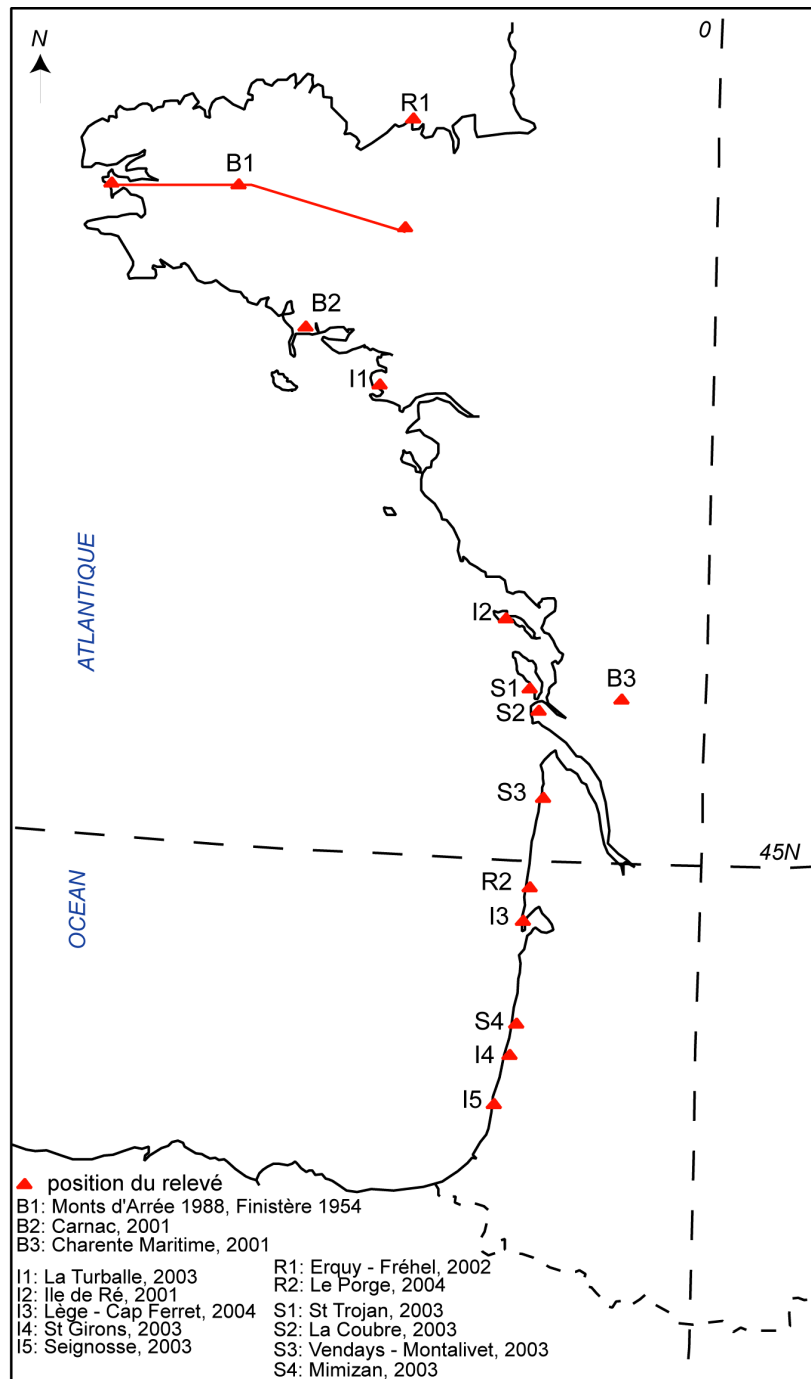 N
0
R1
B1
B2
I1
ATLANTIQUE
I2
S1
B3
S2
S3
45N
R2
OCEAN
I3
S4
I4
I5
position du relevé
B1: Monts d'Arrée 1988, Finistère 1954
B2: Carnac, 2001
B3: Charente Maritime, 2001
I1: La Turballe, 2003
I2: Ile de Ré, 2001
I3: Lège - Cap Ferret, 2004
I4: St Girons, 2003
I5: Seignosse, 2003
R1: Erquy - Fréhel, 2002
R2: Le Porge, 2004
S1: St Trojan, 2003
S2: La Coubre, 2003
S3: Vendays - Montalivet, 2003
S4: Mimizan, 2003